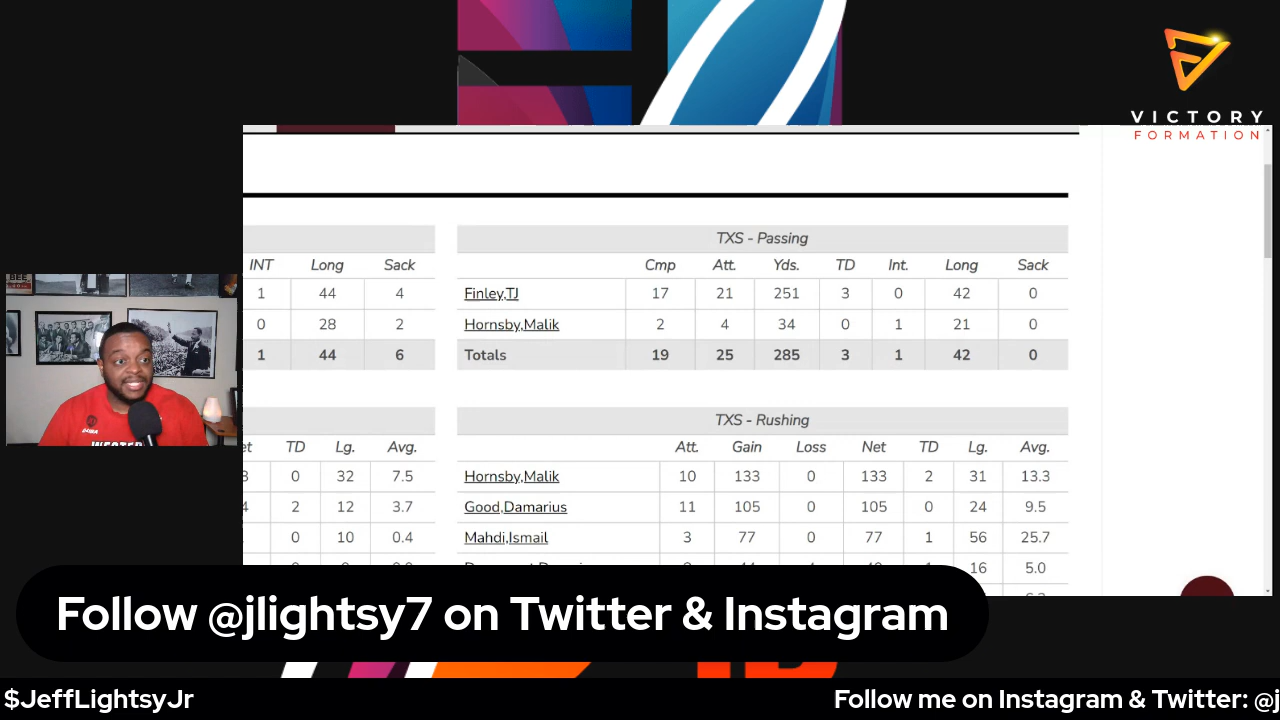 VICTORY
FORMATION
TXS - Passing
INT Long Sack
Cmp Att. Yds. TD Int. Long Sack
1 44 4
Finley,TJ 17 21 251 3 0 42 0
0 28 2
Hornsby,Malik 2 4 34 0 1 21 0
1 44 6
Totals 19 25 285 3 1 42 0
TXS - Rushing
TD Lg. Avg.
Att. Gain Loss Net TD Lg. Avg.
0 32 7.5
Hornsby,Malik 10 133 0 133 2 31 13.3
2 12 3.7
Good,Damarius 11 105 0 105 0 24 9.5
0 10 0.4
Mahdi,Ismail 3 77 0 77 1 56 25.7
16 5.0
Follow @jlightsy7 on Twitter & Instagram
$JeffLightsyJr
Follow me on Instagram & Twitter: @j